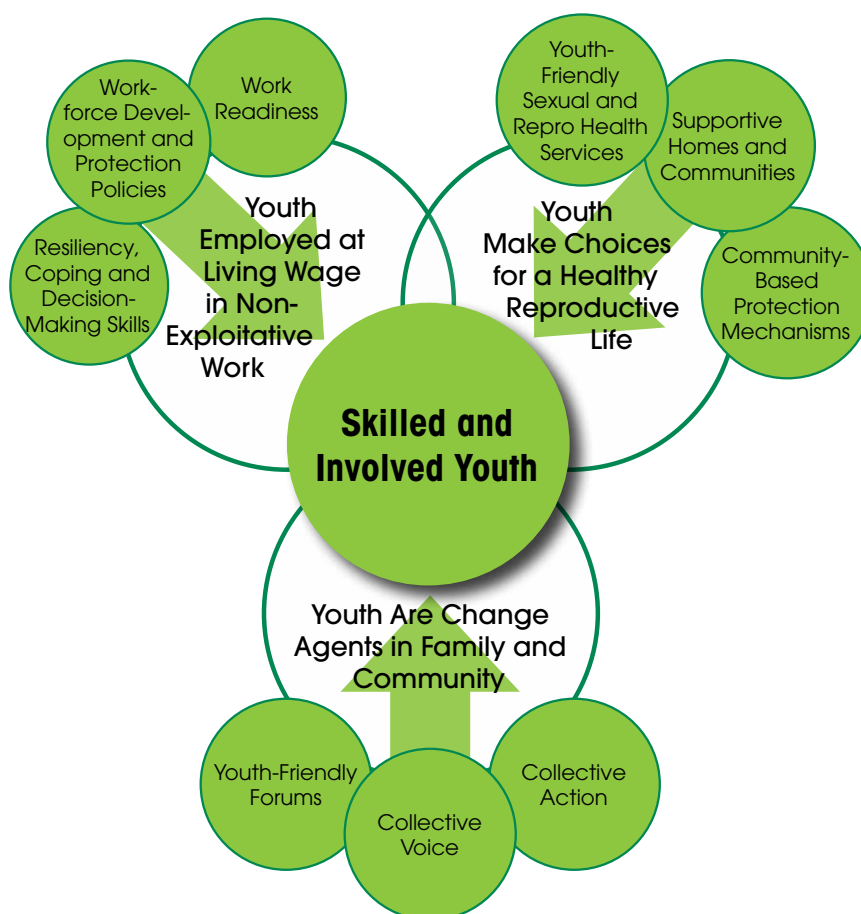 Work-
force Devel-
opment and
Protection
Policies
Work
Readiness
Resiliency,
Coping and
Decision-
Making Skills
Youth
Employed at
Living Wage
in Non-
Exploitative
Work
Youth-
Friendly
Sexual and
Repro Health
Services
Supportive
Homes and
Communities
Community-
Based
Protection
Mechanisms
Youth
Make Choices
for a Healthy
Reproductive
Life
Skilled and
Involved Youth
Youth Are Change
Agents in Family and
Community
Youth-Friendly
Forums
Collective
Voice
Collective
Action